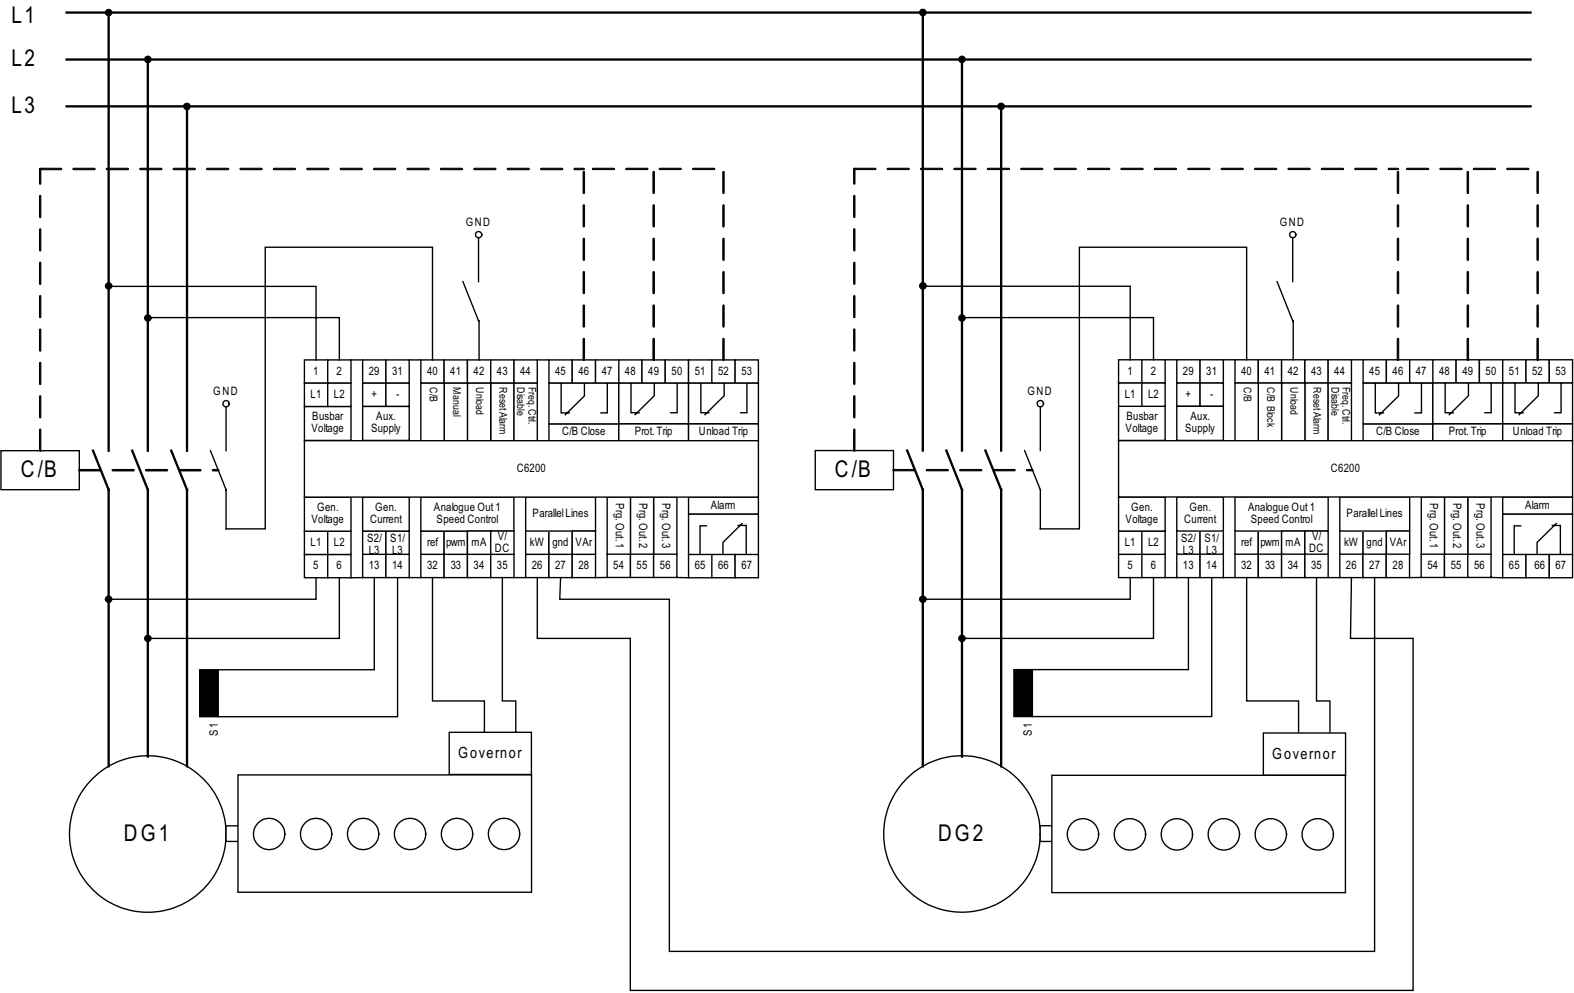 L1
L2
L3
GND
GND
1 2 29 31 40 41 42 43 44 45 46 47 48 49 50 51 52 53
L1 L2 + - C/B Manual Unload Reset Alarm Freq. Ctrl. Disable
Busbar Voltage
Aux. Supply
C/B Close
Prot. Trip
Unload Trip
C/B
C6200
Gen. Voltage
Gen. Current
Analogue Out 1 Speed Control
Parallel Lines
Prg. Out. 1
Prg. Out. 2
Prg. Out. 3
Alarm
L1 L2 S2/L3 S1/L3 ref pwm mA V/DC kW gnd VAr
5 6 13 14 32 33 34 35 26 27 28 54 55 56 65 66 67
S1
Governor
DG1
GND
GND
1 2 29 31 40 41 42 43 44 45 46 47 48 49 50 51 52 53
L1 L2 + - C/B C/B Block Unload Reset Alarm Freq. Ctrl. Disable
Busbar Voltage
Aux. Supply
C/B Close
Prot. Trip
Unload Trip
C/B
C6200
Gen. Voltage
Gen. Current
Analogue Out 1 Speed Control
Parallel Lines
Prg. Out. 1
Prg. Out. 2
Prg. Out. 3
Alarm
L1 L2 S2/L3 S1/L3 ref pwm mA V/DC kW gnd VAr
5 6 13 14 32 33 34 35 26 27 28 54 55 56 65 66 67
S1
Governor
DG2